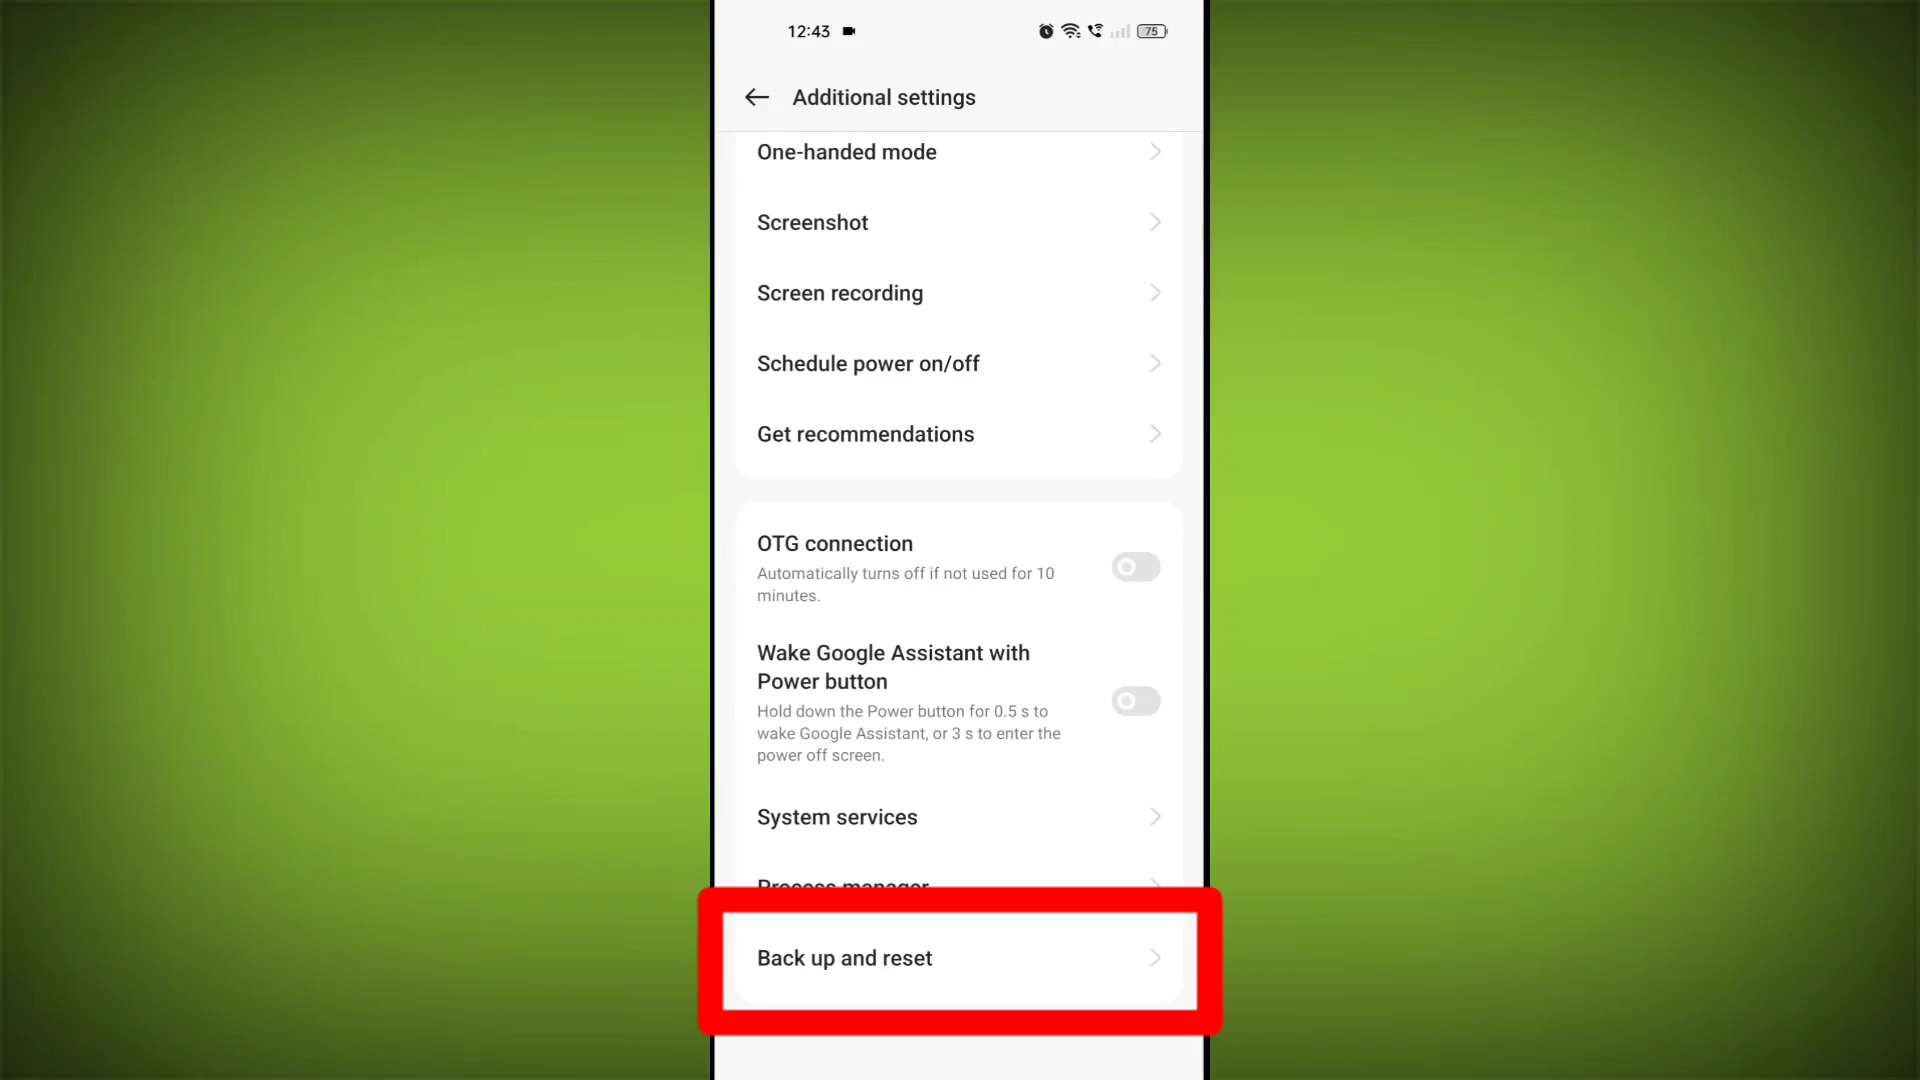 12:43
75
Additional settings
One-handed mode
Screenshot
Screen recording
Schedule power on/off
Get recommendations
OTG connection
Automatically turns off if not used for 10
minutes.
Wake Google Assistant with
Power button
Hold down the Power button for 0.5 s to
wake Google Assistant, or 3 s to enter the
power off screen.
System services
Process manager
Back up and reset